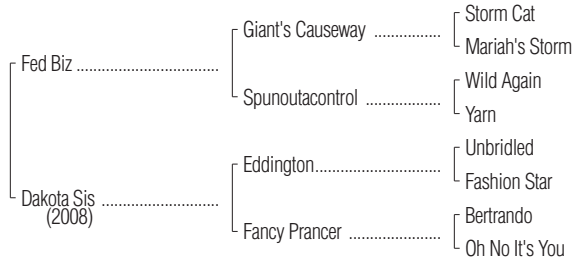 Storm Cat
Giant's Causeway ................
Mariah's Storm
Fed Biz ................................
Wild Again
Spunoutacontrol ...............
Yarn
Unbridled
Eddington..........................
Fashion Star
Dakota Sis ..........................
(2008)
Bertrando
Fancy Prancer .....................
Oh No It's You